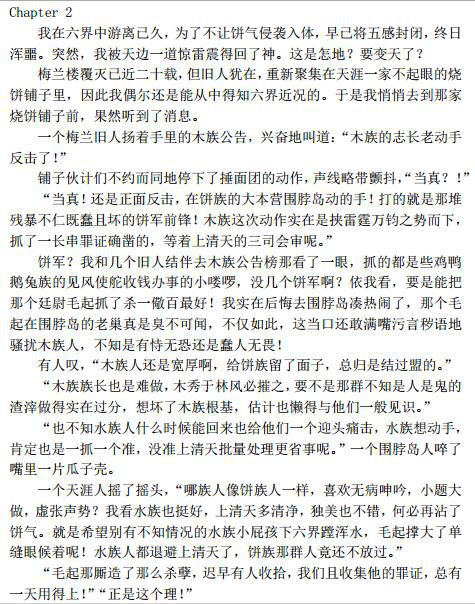 Chapter 2
我在六界中游离已久，为了不让饼气侵袭入体，早已将五感封闭，终日
浑噩。突然，我被天边一道惊雷震得回了神。这是怎地？要变天了？
梅兰楼覆灭已近二十载，但旧人犹在，重新聚集在天涯一家不起眼的烧
饼铺子里，因此我偶尔还是能从中得知六界近况的。于是我悄悄去到那家
烧饼铺子前，果然听到了消息。
一个梅兰旧人扬着手里的木族公告，兴奋地叫道：“木族的志长老动手
反击了！”
铺子伙计们不约而同地停下了捶面团的动作，声线略带颤抖，“当真？！”
“当真！还是正面反击，在饼族的大本营围脖岛动的手！打的就是那堆
残暴不仁既蠢且坏的饼军前锋！木族这次动作实在是挟雷霆万钧之势而下，
抓了一长串罪证确凿的，等着上清天的三司会审呢。”
饼军？我和几个旧人结伴去木族公告榜那看了一眼，抓的都是些鸡鸭
鹅兔族的见风使舵收钱办事的小喽啰，没几个饼军啊？依我看，要是能把
那个廷尉毛起抓了杀一儆百最好！我实在后悔去围脖岛凑热闹了，那个毛
起在围脖岛的老巢真是臭不可闻，不仅如此，这当口还敢满嘴污言秽语地
骚扰木族人，不知是有恃无恐还是蠢人无畏！
有人叹，“木族人还是宽厚啊，给饼族留了面子，总归是结过盟的。”
“木族族长也是难做，木秀于林风必摧之，要不是那群不知是人是鬼的
渣滓做得实在过分，想坏了木族根基，估计也懒得与他们一般见识。”
“也不知水族人什么时候能回来也给他们一个迎头痛击，水族想动手，
肯定也是一抓一个准，没准上清天批量处理更省事呢。”一个围脖岛人啐了
嘴里一片瓜子壳。
一个天涯人摇了摇头，“哪族人像饼族人一样，喜欢无病呻吟，小题大
做，虚张声势？我看水族也挺好，上清天多清净，独美也不错，何必再沾了
饼气。就是希望别有不知情况的水族小屁孩下六界蹚浑水，毛起撑大了单
缝眼候着呢！水族人都退避上清天了，饼族那群人竟还不放过。”
“毛起那厮造了那么杀孽，迟早有人收拾，我们且收集他的罪证，总有
一天用得上！”“正是这个理！”